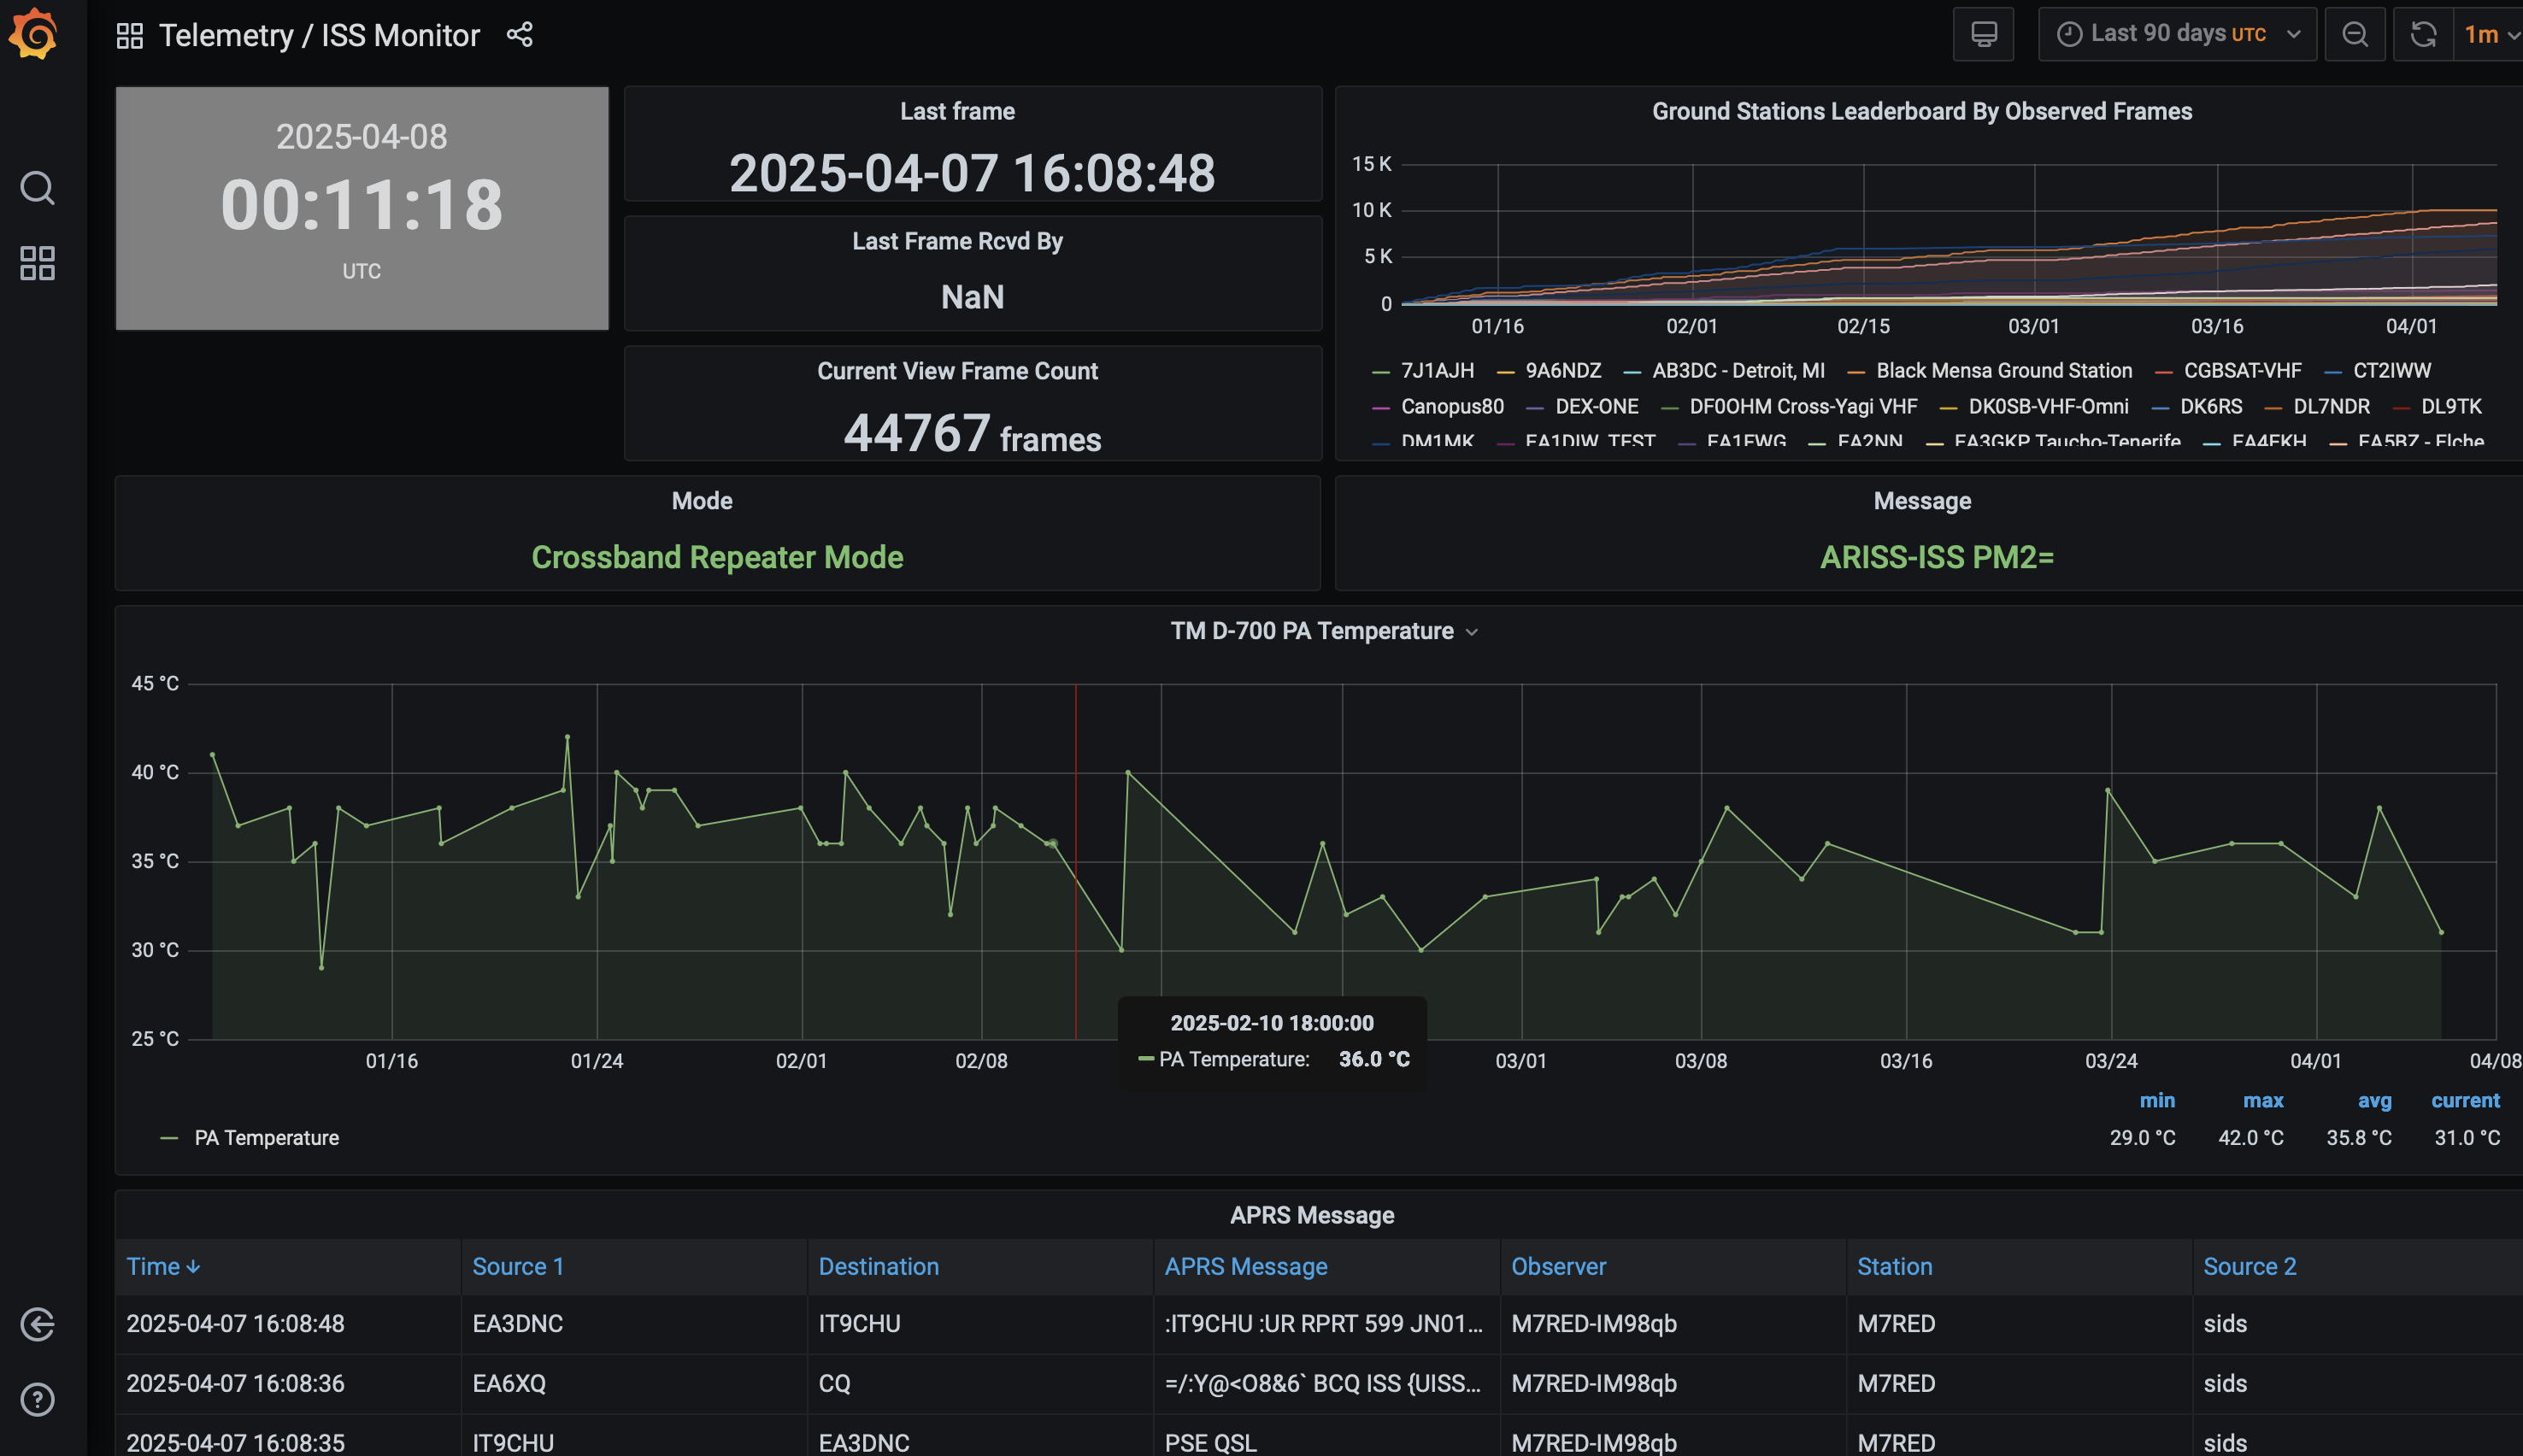 Telemetry / ISS Monitor
Last 90 days UTC
1m
2025-04-08
00:11:18
UTC
Last frame
2025-04-07 16:08:48
Last Frame Rcvd By
NaN
Current View Frame Count
44767 frames
Ground Stations Leaderboard By Observed Frames
15 K
10 K
5 K
0
01/16 02/01 02/15 03/01 03/16 04/01
7J1AJH 9A6NDZ AB3DC - Detroit, MI Black Mensa Ground Station CGBSAT-VHF CT2IWW
Canopus80 DEX-ONE DF0OHM Cross-Yagi VHF DK0SB-VHF-Omni DK6RS DL7NDR DL9TK
DM1MK EA1DIW_TEST EA1FWG EA2NN EA3GKP Taucho-Tenerife EA4FKH EA5BZ - Elche
Mode
Crossband Repeater Mode
Message
ARISS-ISS PM2=
TM D-700 PA Temperature
45 °C
40 °C
35 °C
30 °C
25 °C
01/16 01/24 02/01 02/08 03/01 03/08 03/16 03/24 04/01 04/08
2025-02-10 18:00:00
PA Temperature: 36.0 °C
min max avg current
PA Temperature 29.0 °C 42.0 °C 35.8 °C 31.0 °C
APRS Message
Time Source 1 Destination APRS Message Observer Station Source 2
2025-04-07 16:08:48 EA3DNC IT9CHU :IT9CHU :UR RPRT 599 JN01... M7RED-IM98qb M7RED sids
2025-04-07 16:08:36 EA6XQ CQ =/:Y@<O8&6` BCQ ISS {UISS... M7RED-IM98qb M7RED sids
2025-04-07 16:08:35 IT9CHU EA3DNC PSE QSL M7RED-IM98qb M7RED sids